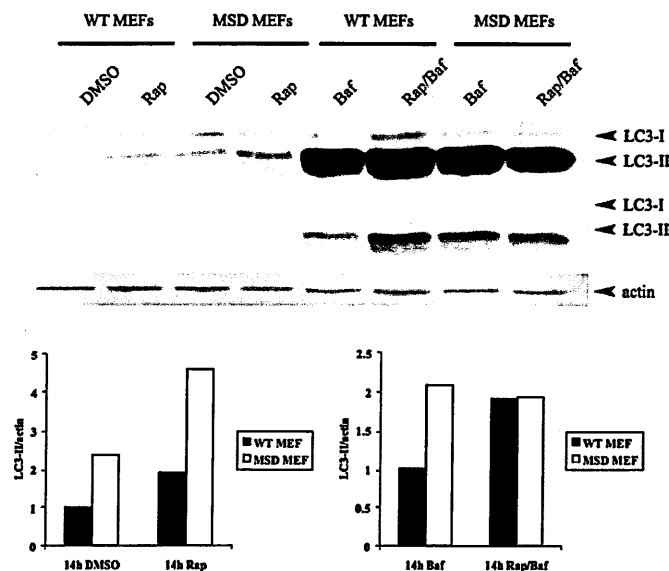 WT MEFs MSD MEFs WT MEFs MSD MEFs
DMSO Rap DMSO Rap Baf Rap/Baf Baf Rap/Baf
LC3-I
LC3-II
LC3-I
LC3-II
actin
5
4
3
2
1
0
LC3-II/actin
WT MEF
MSD MEF
14h DMSO 14h Rap
2.5
2
1.5
1
0.5
0
LC3-II/actin
WT MEF
MSD MEF
14h Baf 14h Rap/Baf